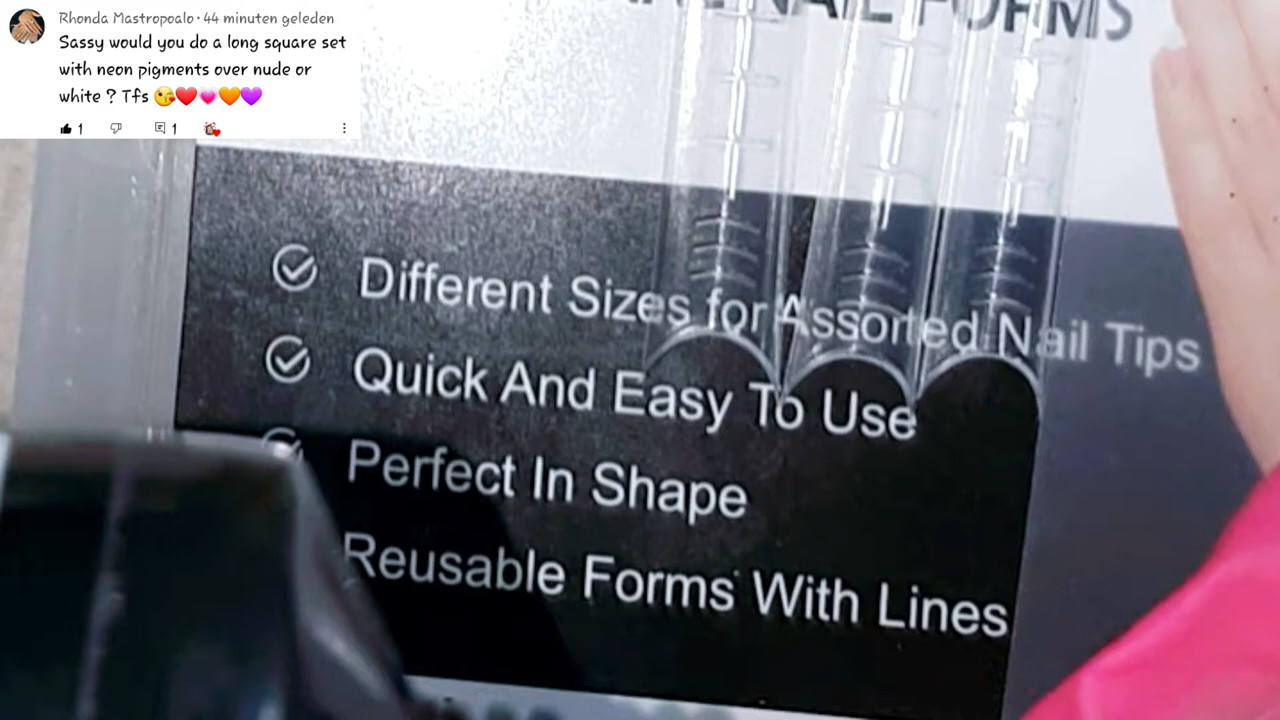 Rhonda Mastropoalo · 44 minuten geleden
Sassy would you do a long square set
with neon pigments over nude or
white ? Tfs 😘❤️💗🧡💜
1 1
NAIL FORMS
Different Sizes for Assorted Nail Tips
Quick And Easy To Use
Perfect In Shape
Reusable Forms With Lines